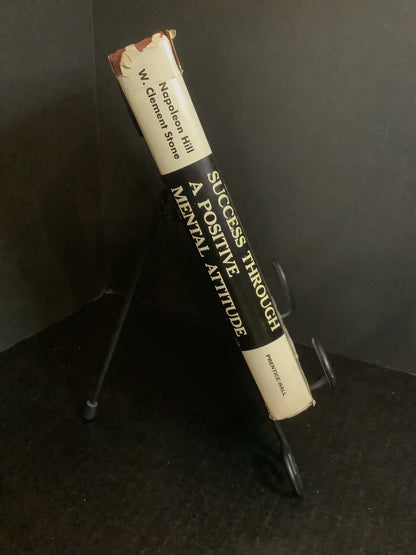 Napoleon Hill
W. Clement Stone
SUCCESS THROUGH
A POSITIVE
MENTAL ATTITUDE
PRENTICE-HALL